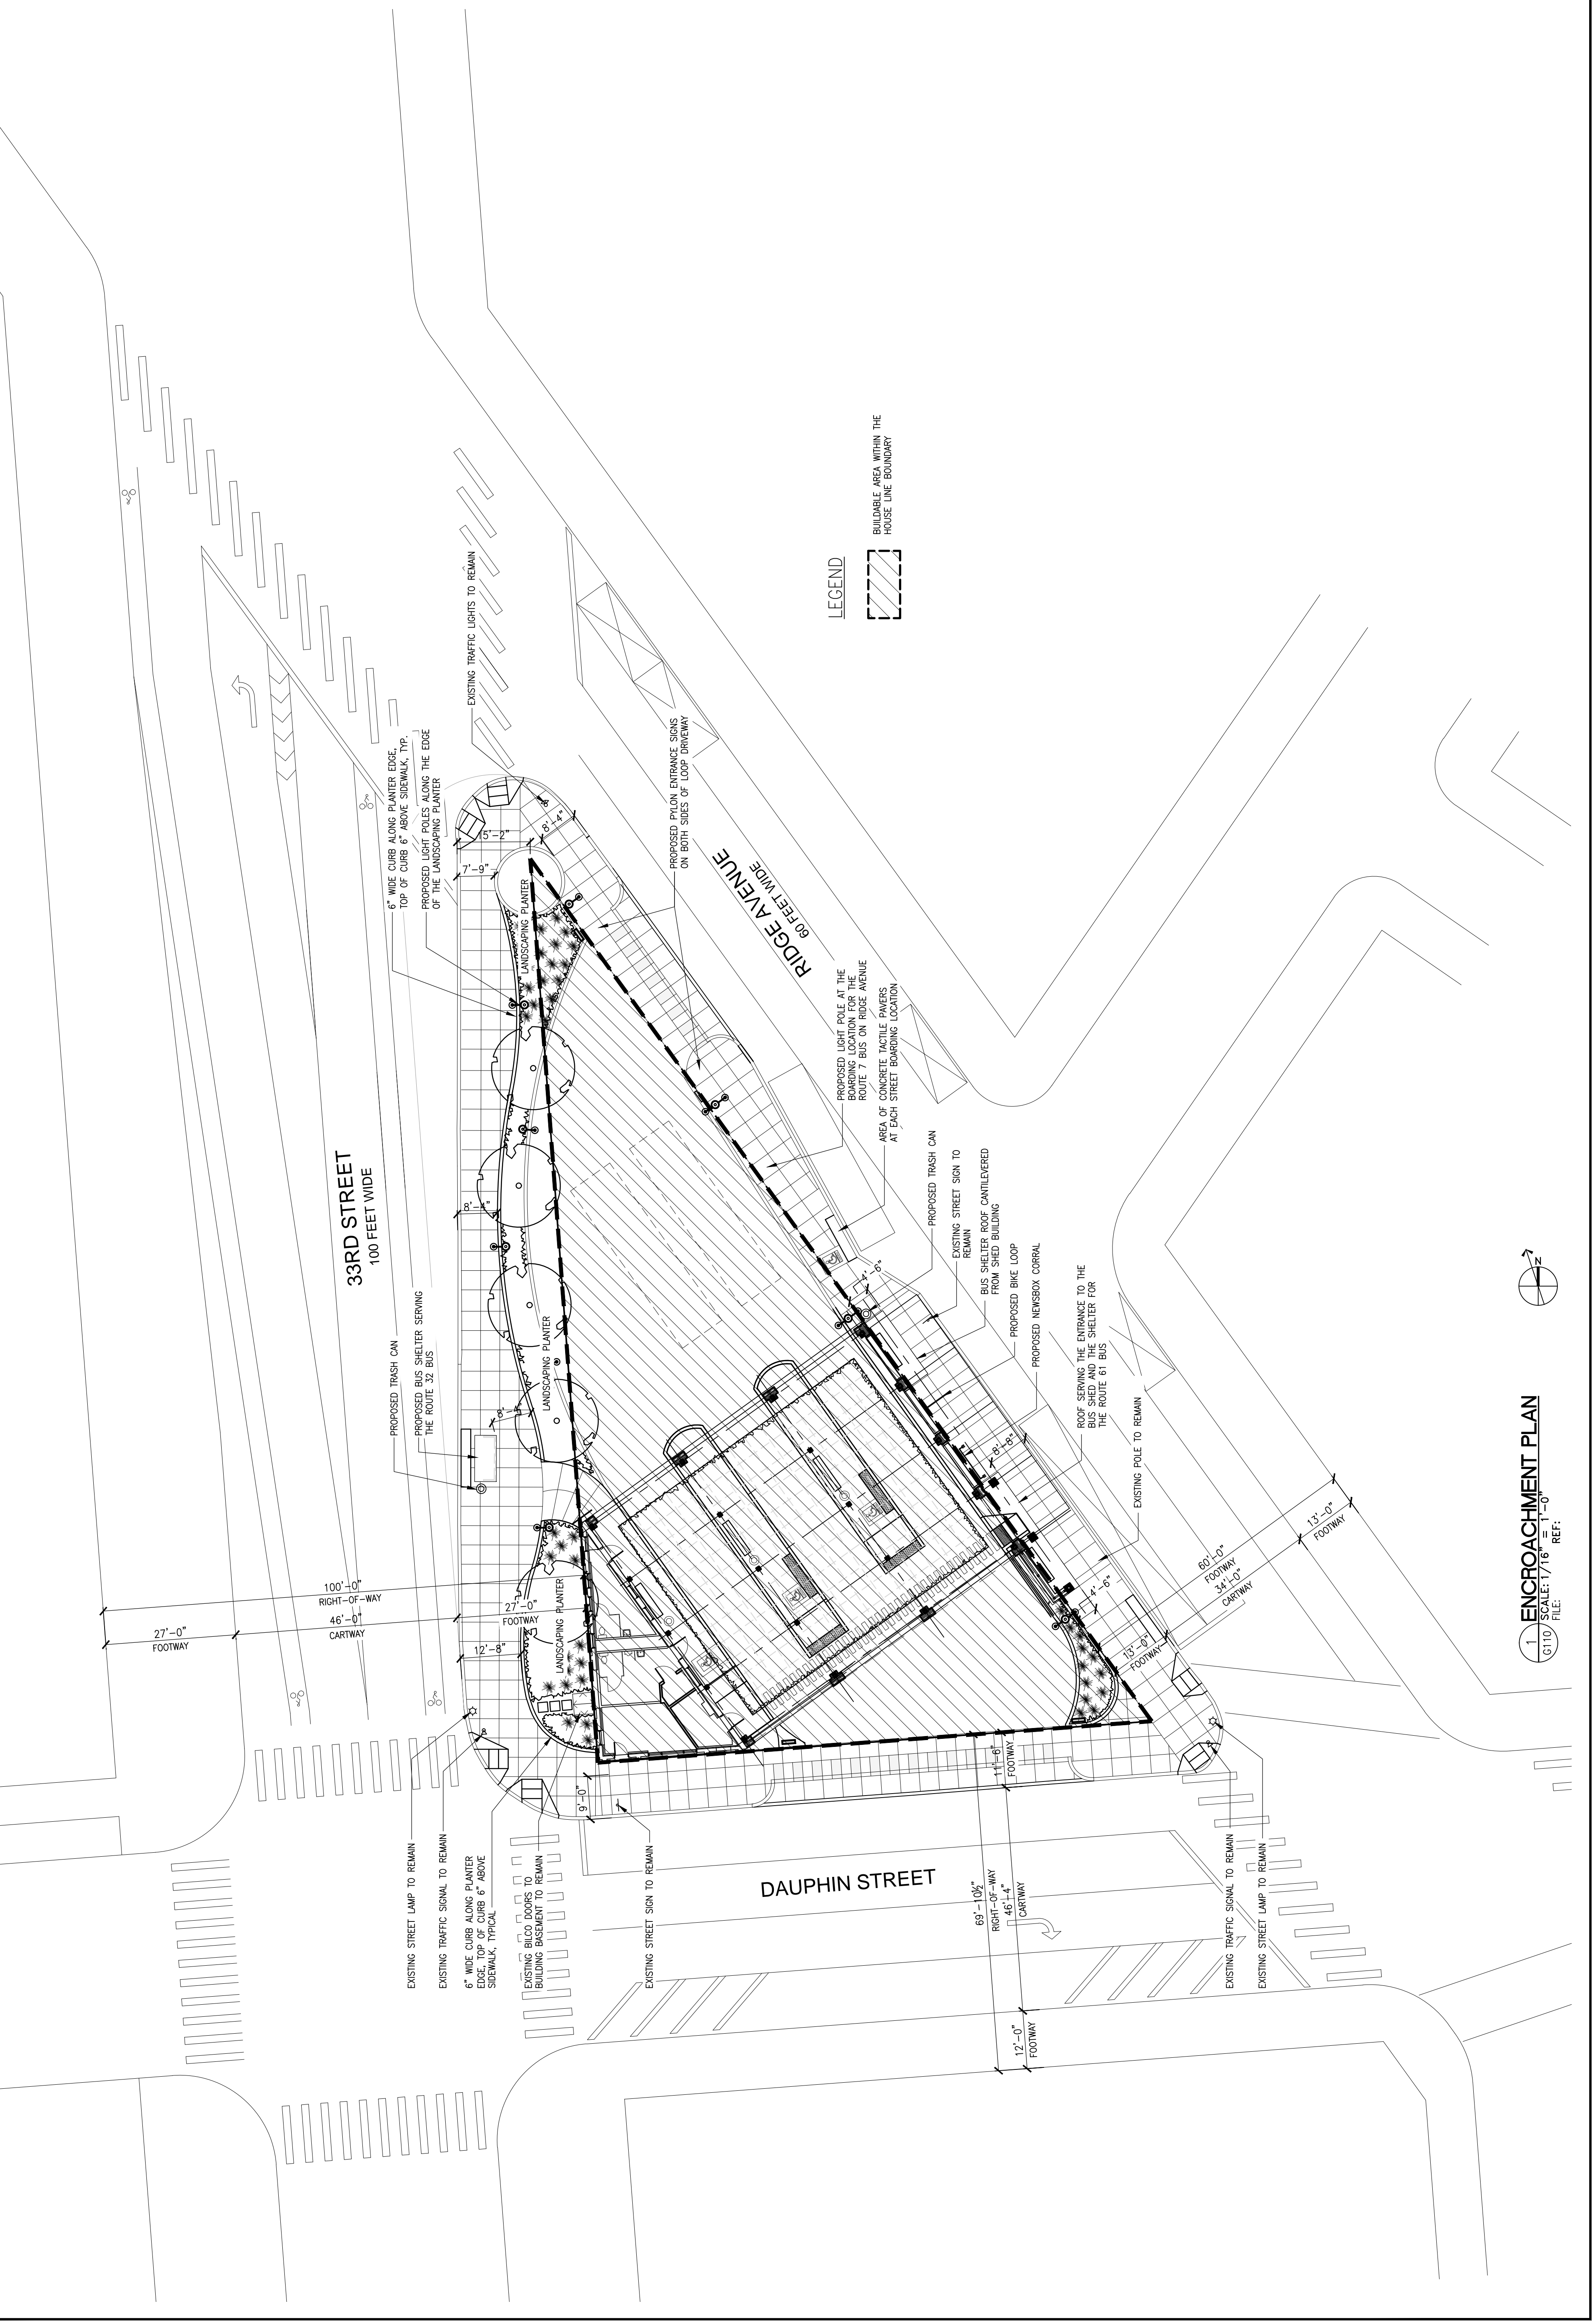 EXISTING TRAFFIC LIGHTS TO REMAIN
6" WIDE CURB ALONG PLANTER EDGE,
TOP OF CURB 6" ABOVE SIDEWALK, TYP.
PROPOSED LIGHT POLES ALONG THE EDGE
OF THE LANDSCAPING PLANTER
LEGEND
BUILDABLE AREA WITHIN THE
HOUSE LINE BOUNDARY
15'-2"
8'-4"
7'-9"
PROPOSED PYLON ENTRANCE SIGNS
ON BOTH SIDES OF LOOP DRIVEWAY
RIDGE AVENUE
60 FEET WIDE
LANDSCAPING PLANTER
33RD STREET
100 FEET WIDE
PROPOSED LIGHT POLE AT THE
BOARDING LOCATION FOR THE
ROUTE 7 BUS ON RIDGE AVENUE
AREA OF CONCRETE TACTILE PAVERS
AT EACH STREET BOARDING LOCATION
8'-4"
PROPOSED TRASH CAN
EXISTING STREET SIGN TO
REMAIN
BUS SHELTER ROOF CANTILEVERED
FROM SHED BUILDING
PROPOSED BIKE LOOP
PROPOSED NEWSBOX CORRAL
4'-6"
ROOF SERVING THE ENTRANCE TO THE
BUS SHED AND THE SHELTER FOR
THE ROUTE 61 BUS
PROPOSED TRASH CAN
PROPOSED BUS SHELTER SERVING
THE ROUTE 32 BUS
LANDSCAPING PLANTER
8'-8"
EXISTING POLE TO REMAIN
100'-0"
RIGHT-OF-WAY
27'-0"
FOOTWAY
46'-0"
CARTWAY
27'-0"
FOOTWAY
12'-8"
LANDSCAPING PLANTER
4'-6"
13'-0"
FOOTWAY
60'-0"
FOOTWAY
34'-0"
CARTWAY
13'-0"
FOOTWAY
9'-0"
11'-6"
FOOTWAY
EXISTING STREET LAMP TO REMAIN
EXISTING TRAFFIC SIGNAL TO REMAIN
6" WIDE CURB ALONG PLANTER
EDGE, TOP OF CURB 6" ABOVE
SIDEWALK, TYPICAL
EXISTING BILCO DOORS TO
BUILDING BASEMENT TO REMAIN
EXISTING STREET SIGN TO REMAIN
DAUPHIN STREET
69'-10½"
RIGHT-OF-WAY
46'-4"
CARTWAY
12'-0"
FOOTWAY
EXISTING TRAFFIC SIGNAL TO REMAIN
EXISTING STREET LAMP TO REMAIN
N
1
G110
ENCROACHMENT PLAN
SCALE: 1/16" = 1'-0"
FILE:
REF: